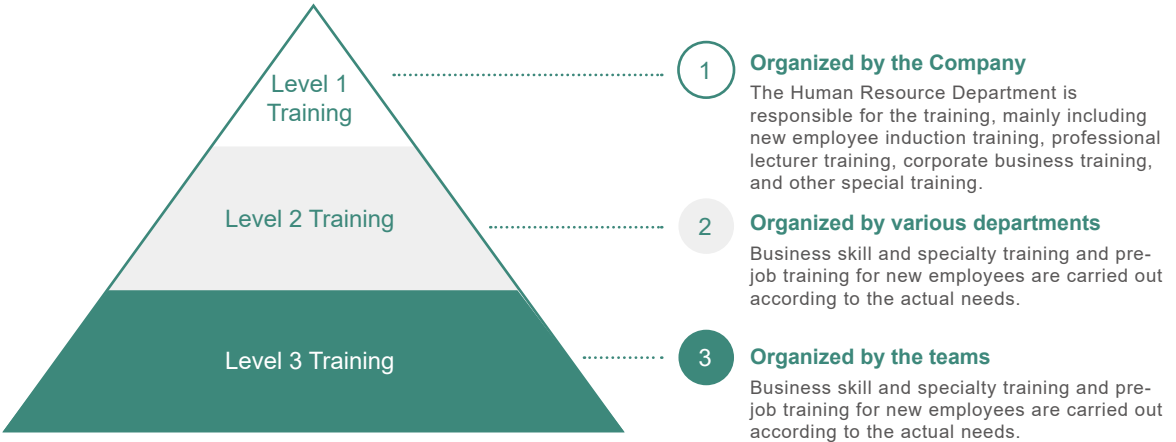 Level 1
Training
1
Organized by the Company
The Human Resource Department is
responsible for the training, mainly including
new employee induction training, professional
lecturer training, corporate business training,
and other special training.
Level 2 Training
2
Organized by various departments
Business skill and specialty training and pre-
job training for new employees are carried out
according to the actual needs.
Level 3 Training
3
Organized by the teams
Business skill and specialty training and pre-
job training for new employees are carried out
according to the actual needs.